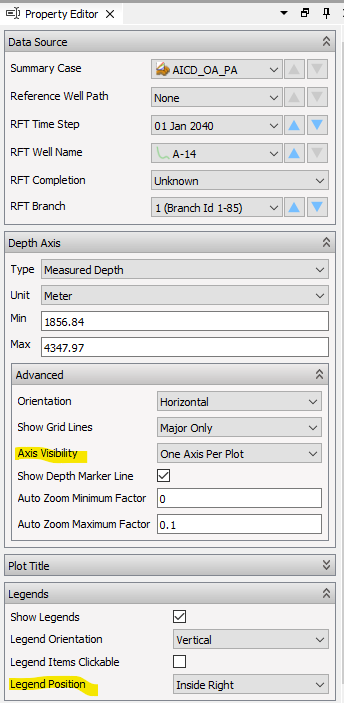 Property Editor
Data Source
Summary Case AICD_OA_PA
Reference Well Path None
RFT Time Step 01 Jan 2040
RFT Well Name A-14
RFT Completion Unknown
RFT Branch 1 (Branch Id 1-85)
Depth Axis
Type Measured Depth
Unit Meter
Min 1856.84
Max 4347.97
Advanced
Orientation Horizontal
Show Grid Lines Major Only
Axis Visibility One Axis Per Plot
Show Depth Marker Line
Auto Zoom Minimum Factor 0
Auto Zoom Maximum Factor 0.1
Plot Title
Legends
Show Legends
Legend Orientation Vertical
Legend Items Clickable
Legend Position Inside Right